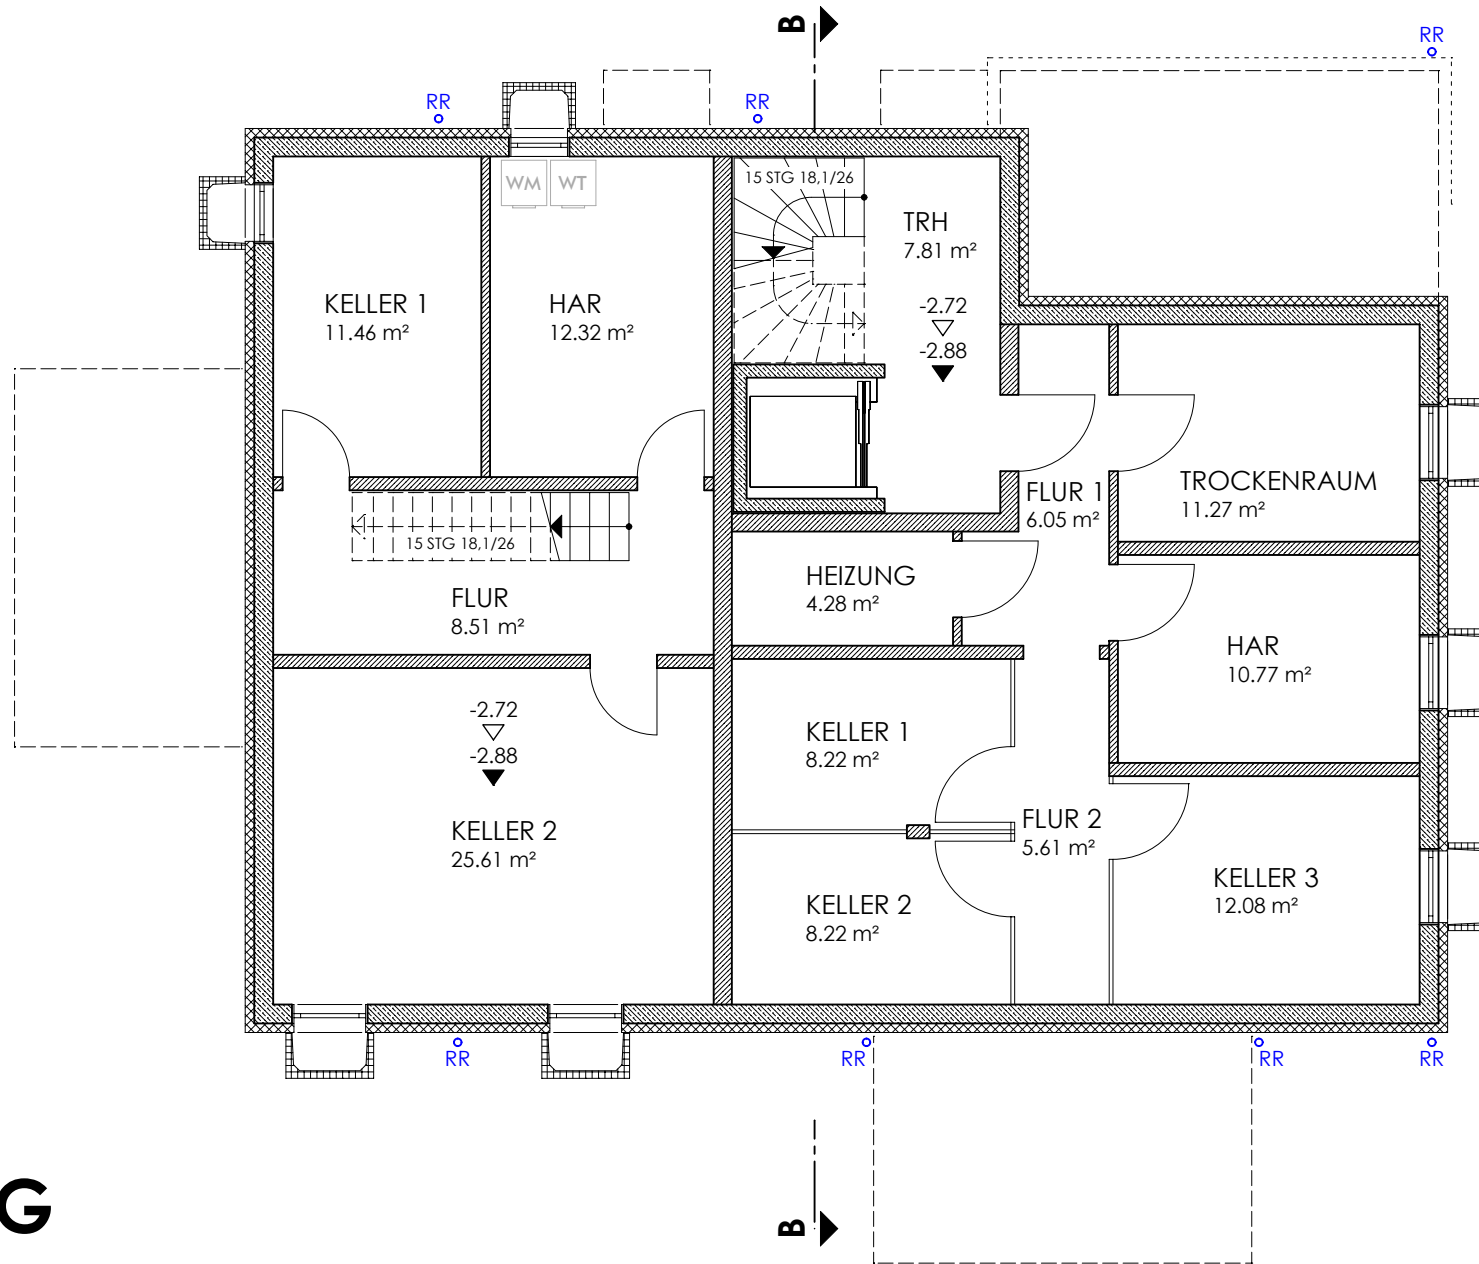 B
RR
RR
RR
WM
WT
15 STG 18,1/26
TRH
7.81 m²
KELLER 1
11.46 m²
HAR
12.32 m²
-2.72
-2.88
TROCKENRAUM
11.27 m²
FLUR 1
6.05 m²
15 STG 18,1/26
HEIZUNG
4.28 m²
FLUR
8.51 m²
HAR
10.77 m²
-2.72
-2.88
KELLER 1
8.22 m²
KELLER 2
25.61 m²
FLUR 2
5.61 m²
KELLER 3
12.08 m²
KELLER 2
8.22 m²
RR
RR
RR
RR
G
B